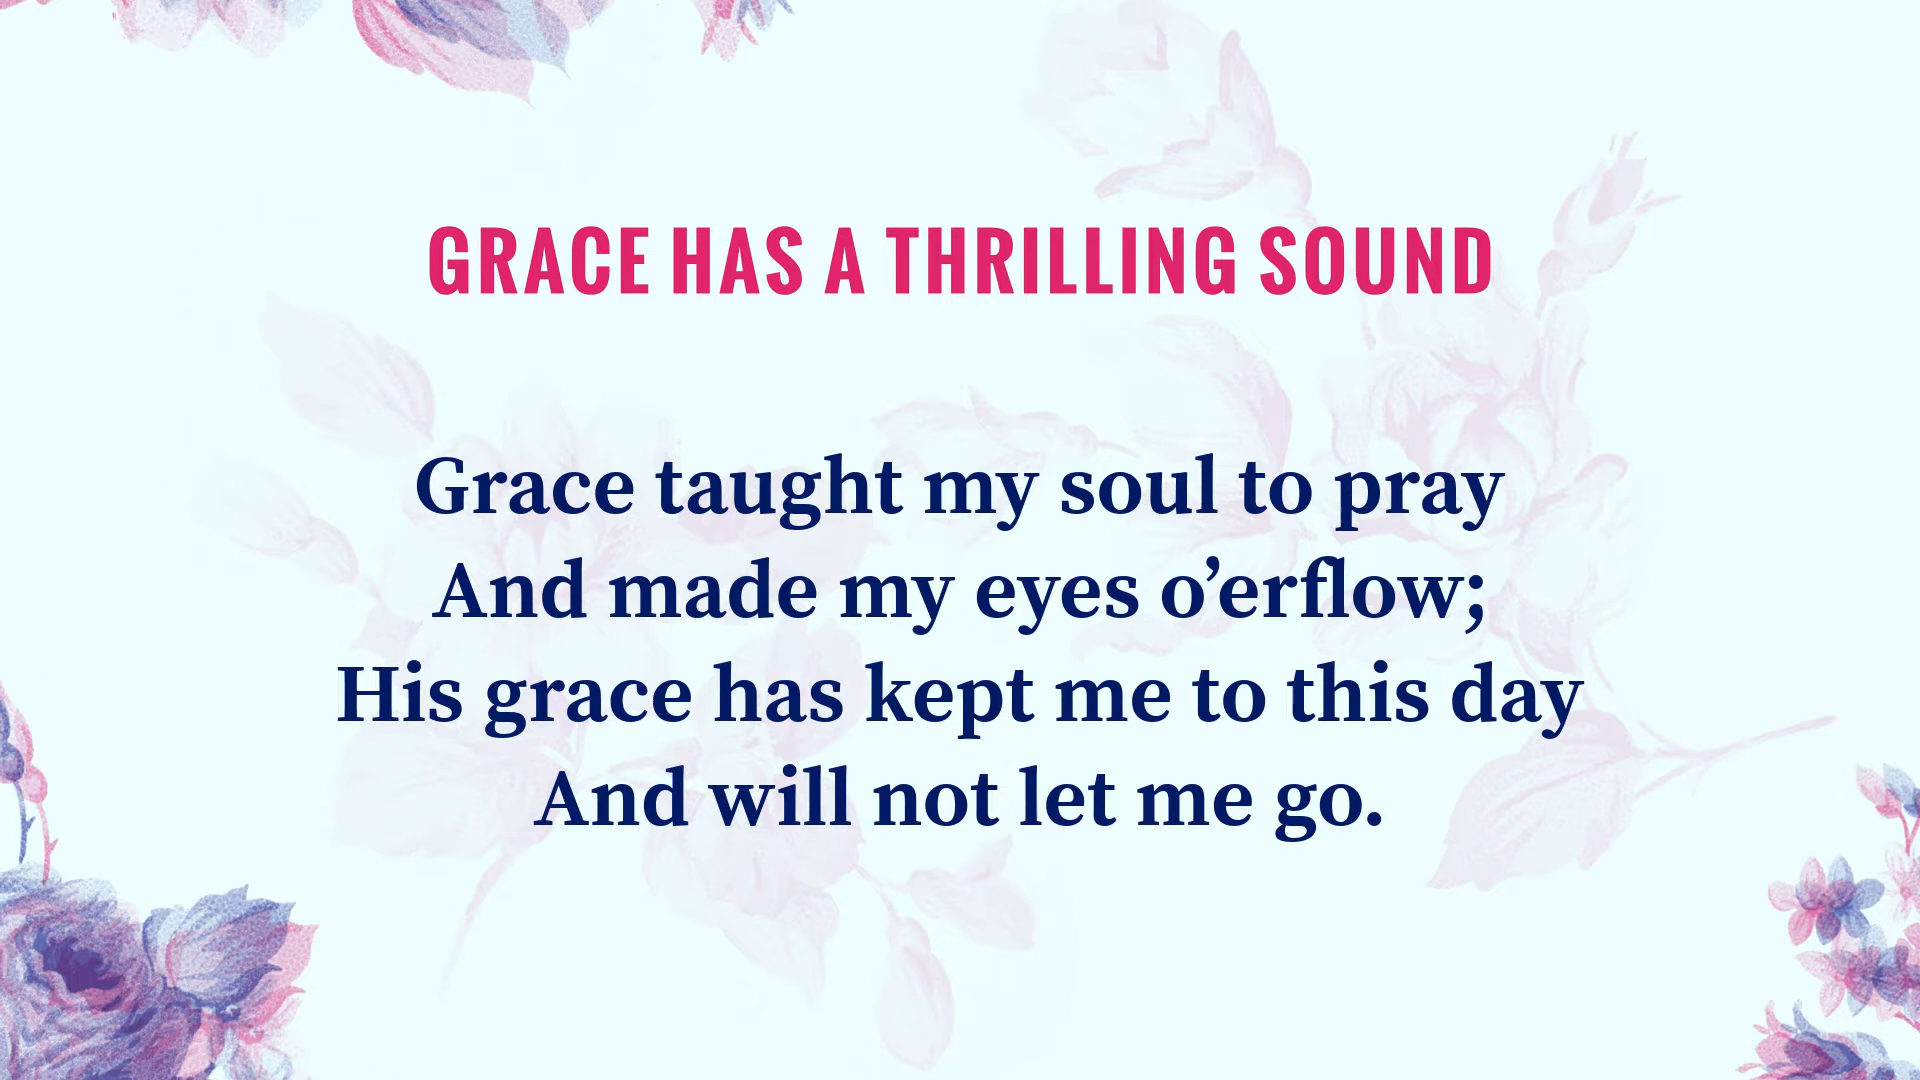 GRACE HAS A THRILLING SOUND
Grace taught my soul to pray
And made my eyes o’erflow;
His grace has kept me to this day
And will not let me go.